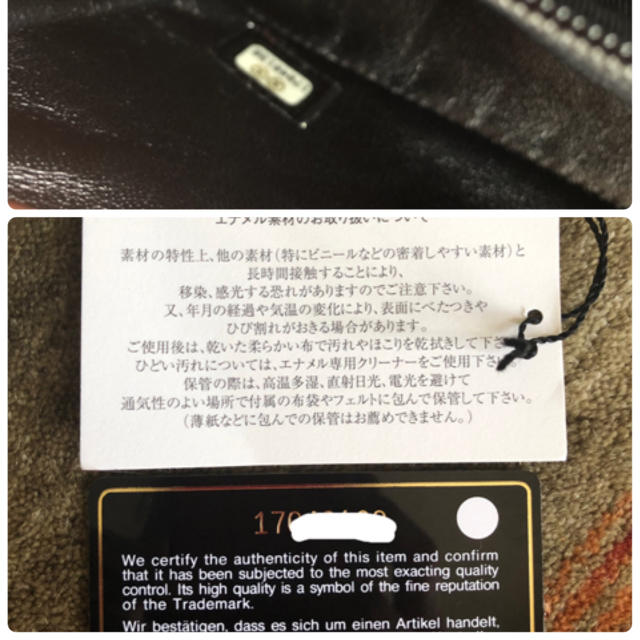 エナメル素材のお取り扱いについて
素材の特性上、他の素材(特にビニールなどの密着しやすい素材)と
長時間接触することにより、
移染、感光する恐れがありますのでご注意下さい。
又、年月の経過や気温の変化により、表面にべたつきや
ひび割れがおきる場合があります。
ご使用後は、乾いた柔らかい布で汚れやほこりを乾拭きして下さ
ひどい汚れについては、エナメル専用クリーナーをご使用下さい。
保管の際は、高温多湿、直射日光、電光を避けて
通気性のよい場所で付属の布袋やフェルトに包んで保管して下さい。
(薄紙などに包んでの保管はお薦めできません。)
We certify the authenticity of this item and confirm
that it has been subjected to the most exacting quality
control. Its high quality is a symbol of the fine reputation
of the Trademark.
Wir bestätigen, dass es sich um einen Artikel handelt,